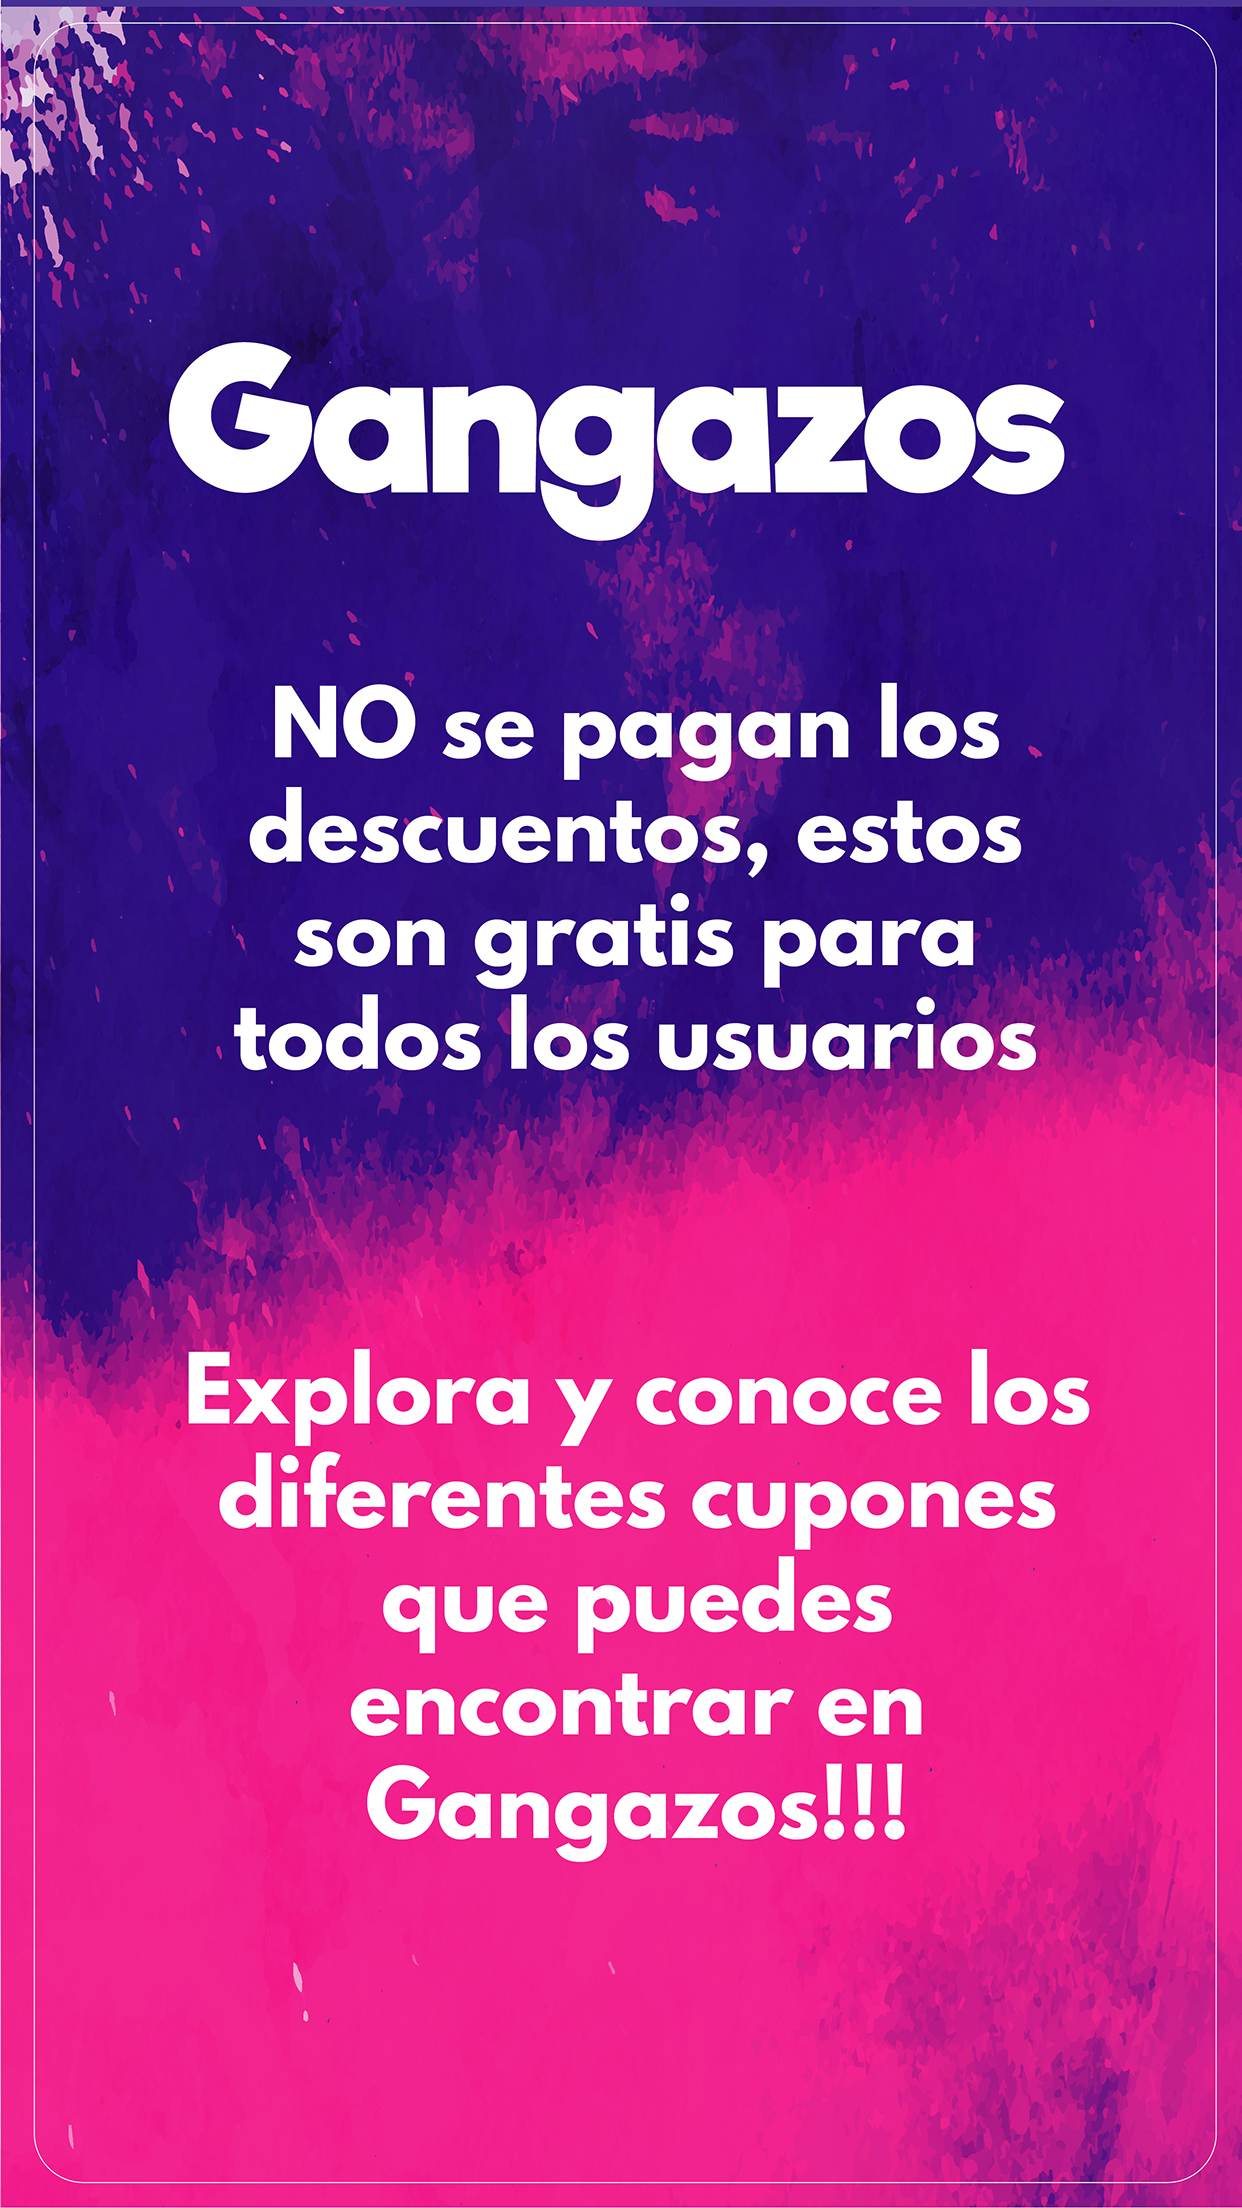 Gangazos
NO se pagan los
descuentos, estos
son gratis para
todos los usuarios
Explora y conoce los
diferentes cupones
que puedes
encontrar en
Gangazos!!!